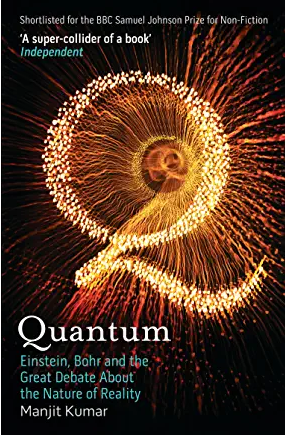 Shortlisted for the BBC Samuel Johnson Prize for Non-Fiction
'A super-collider of a book'
Independent
Quantum
Einstein, Bohr and the
Great Debate About
the Nature of Reality
Manjit Kumar